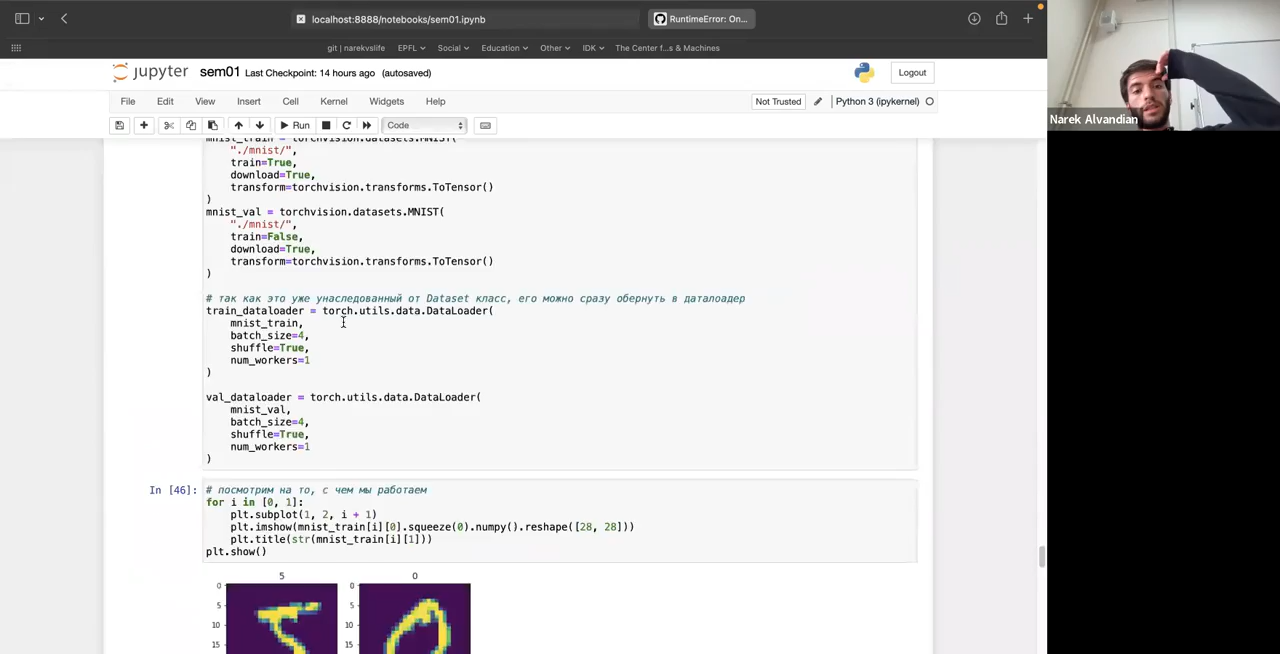 localhost:8888/notebooks/sem01.ipynb
RuntimeError: On...
git | narekvslife EPFL Social Education Other IDK The Center f...s & Machines
jupyter sem01 Last Checkpoint: 14 hours ago (autosaved)
Logout
File Edit View Insert Cell Kernel Widgets Help
Not Trusted Python 3 (ipykernel)
Run Code
mnist_train = torchvision.datasets.MNIST(
"./mnist/",
train=True,
download=True,
transform=torchvision.transforms.ToTensor()
)
mnist_val = torchvision.datasets.MNIST(
"./mnist/",
train=False,
download=True,
transform=torchvision.transforms.ToTensor()
)
# так как это уже унаследованный от Dataset класс, его можно сразу обернуть в даталоадер
train_dataloader = torch.utils.data.DataLoader(
mnist_train,
batch_size=4,
shuffle=True,
num_workers=1
)
val_dataloader = torch.utils.data.DataLoader(
mnist_val,
batch_size=4,
shuffle=True,
num_workers=1
)
In [46]:
# посмотрим на то, с чем мы работаем
for i in [0, 1]:
plt.subplot(1, 2, i + 1)
plt.imshow(mnist_train[i][0].squeeze(0).numpy().reshape([28, 28]))
plt.title(str(mnist_train[i][1]))
plt.show()
5 0
0 0
5 5
10 10
15 15
Narek Alvandian